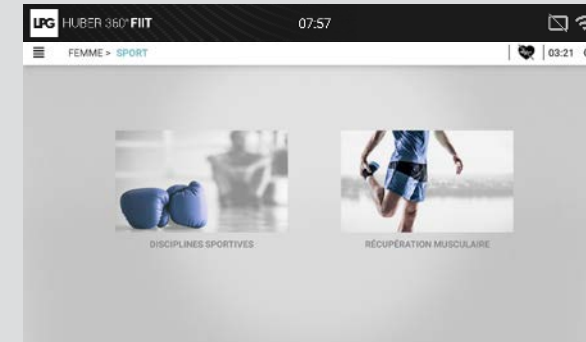 LPG HUBER 360° FIIT 07:57
FEMME > SPORT 03:21
DISCIPLINES SPORTIVES
RÉCUPÉRATION MUSCULAIRE